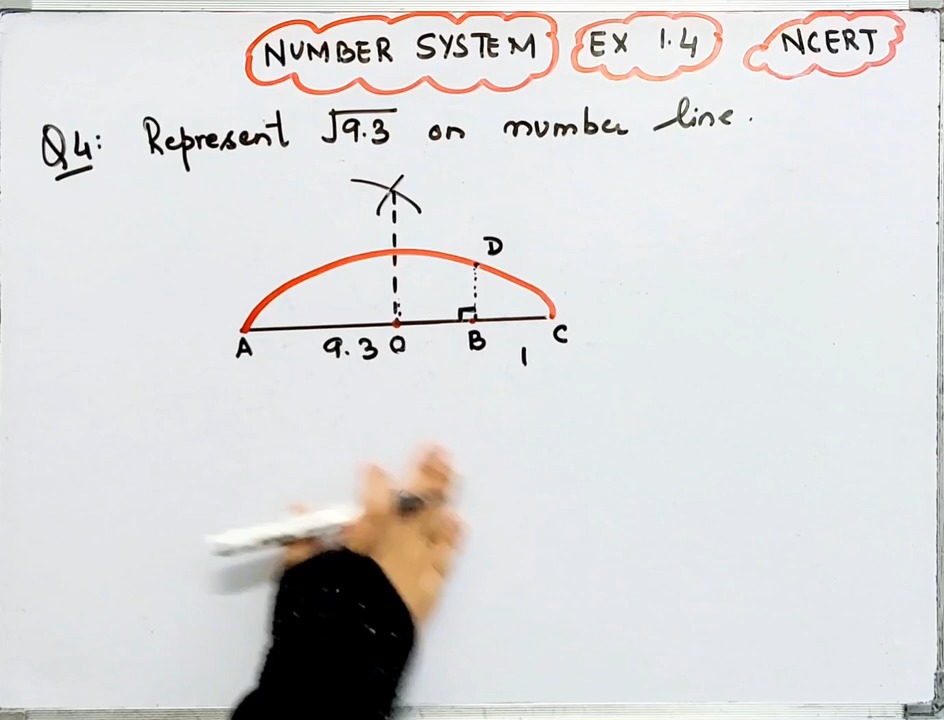 NUMBER SYSTEM EX 1.4 NCERT
Q4: Represent √9.3 on number line.
D
A 9.3 O B 1 C